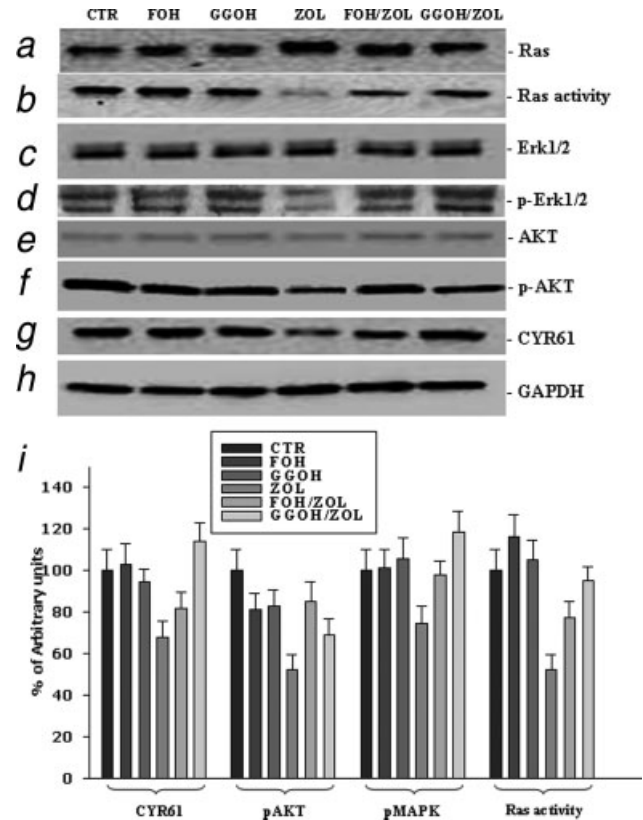 CTR FOH GGOH ZOL FOH/ZOL GGOH/ZOL
a - Ras
b - Ras activity
c - Erk1/2
d - p-Erk1/2
e - AKT
f - p-AKT
g - CYR61
h - GAPDH
i
CTR
FOH
GGOH
ZOL
FOH/ZOL
GGOH/ZOL
% of Arbitrary units
140
120
100
80
60
40
20
0
CYR61 pAKT pMAPK Ras activity